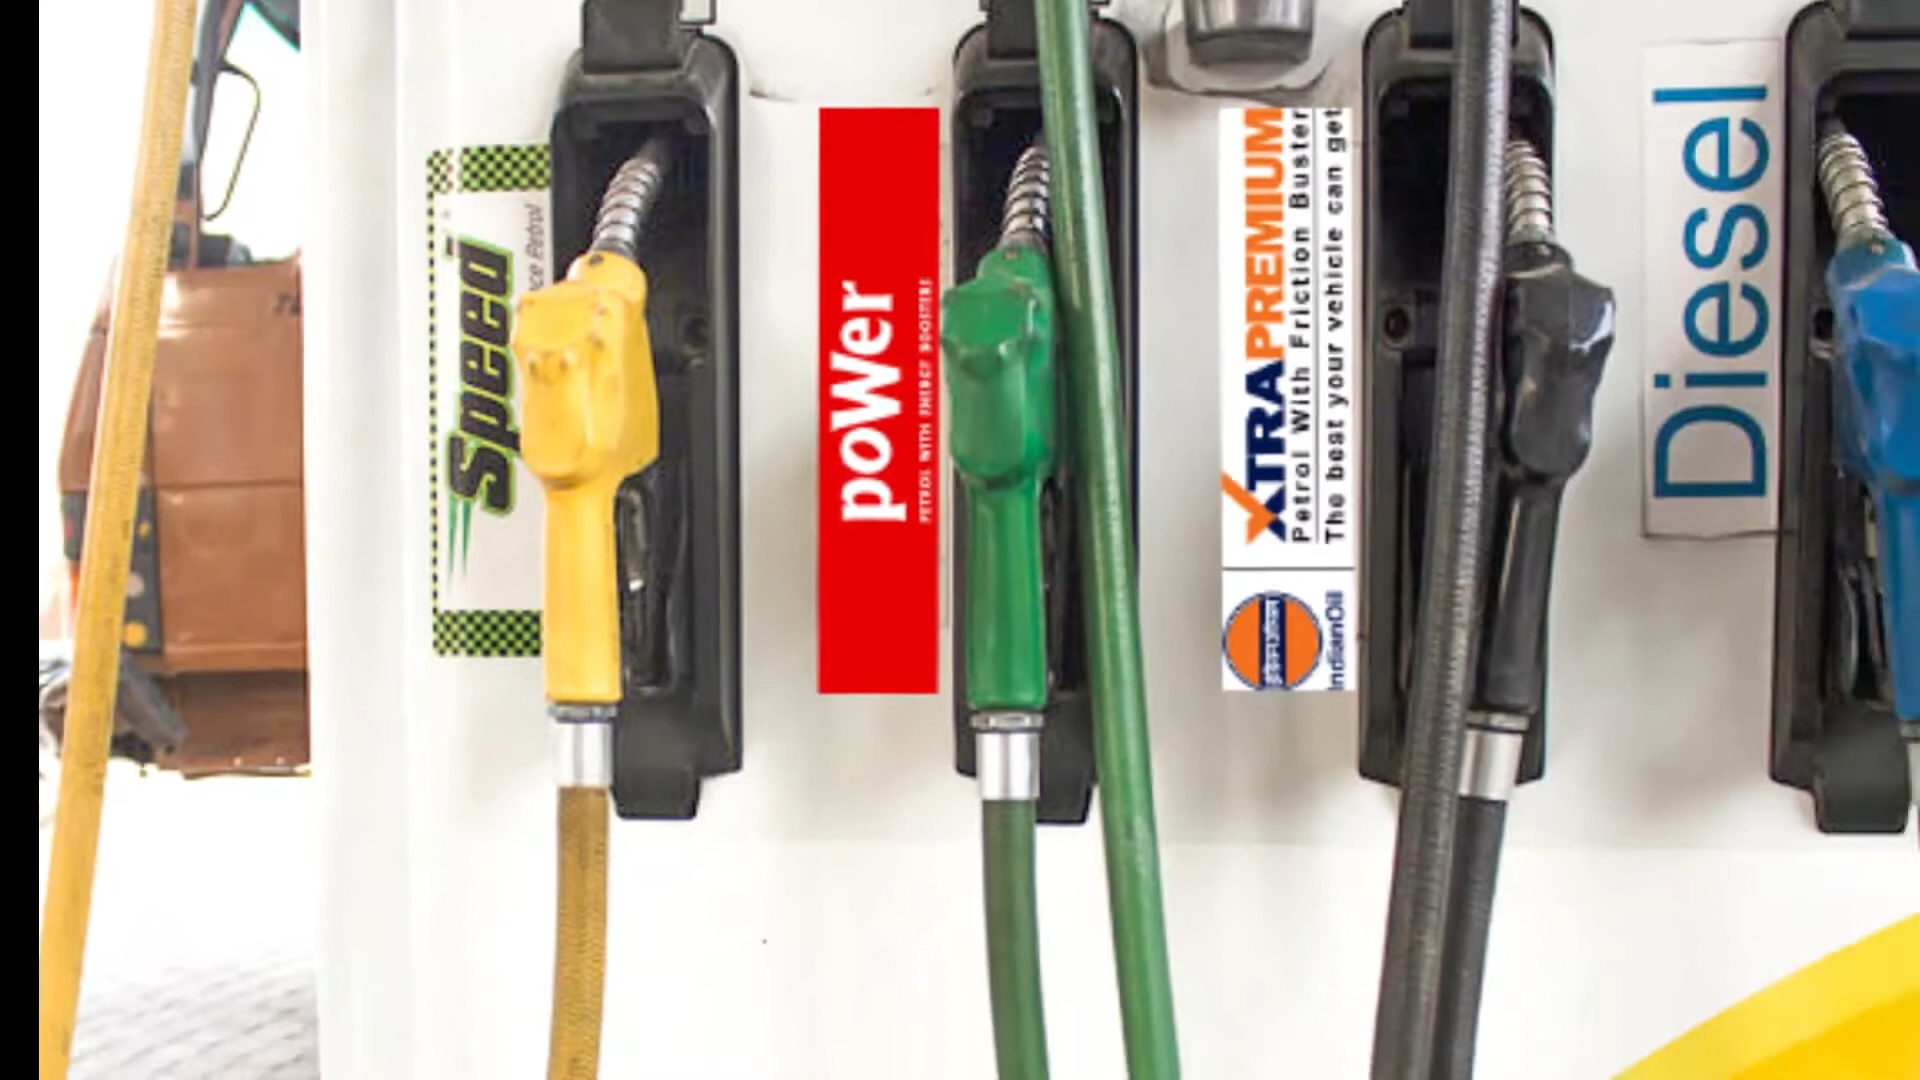 Speed
poWer
PETROL WITH ENERGY BOOSTERS
XTRAPREMIUM
Petrol With Friction Buster
The best your vehicle can get
इंडियनऑयल
IndianOil
Diesel